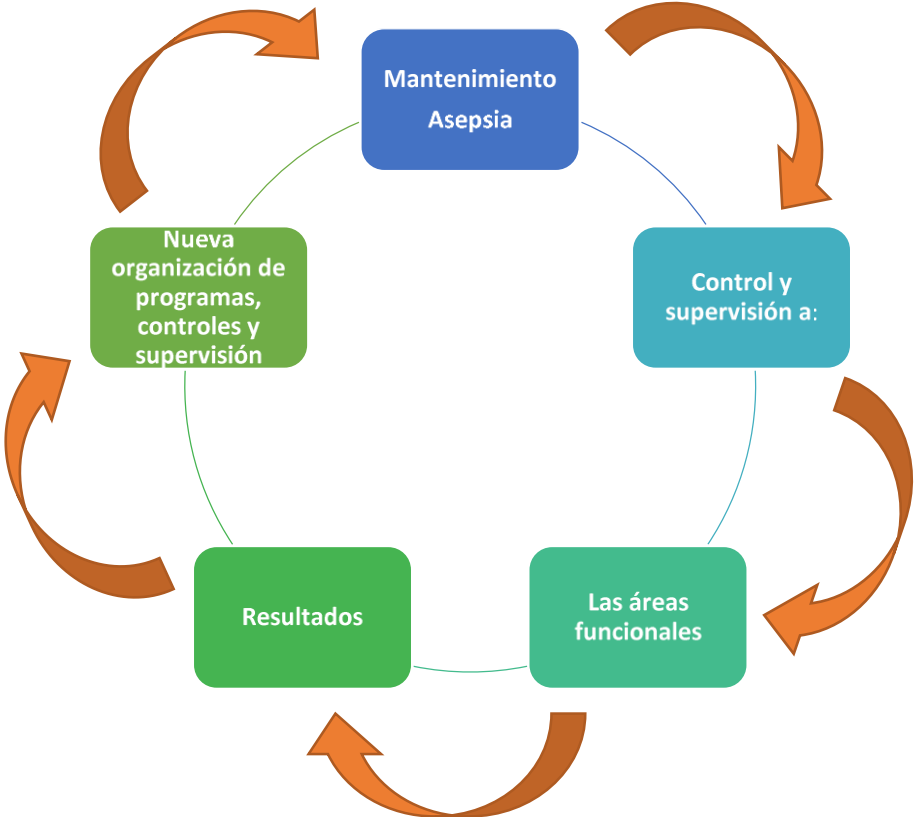 Mantenimiento
Asepsia
Control y
supervisión a:
Las áreas
funcionales
Resultados
Nueva
organización de
programas,
controles y
supervisión